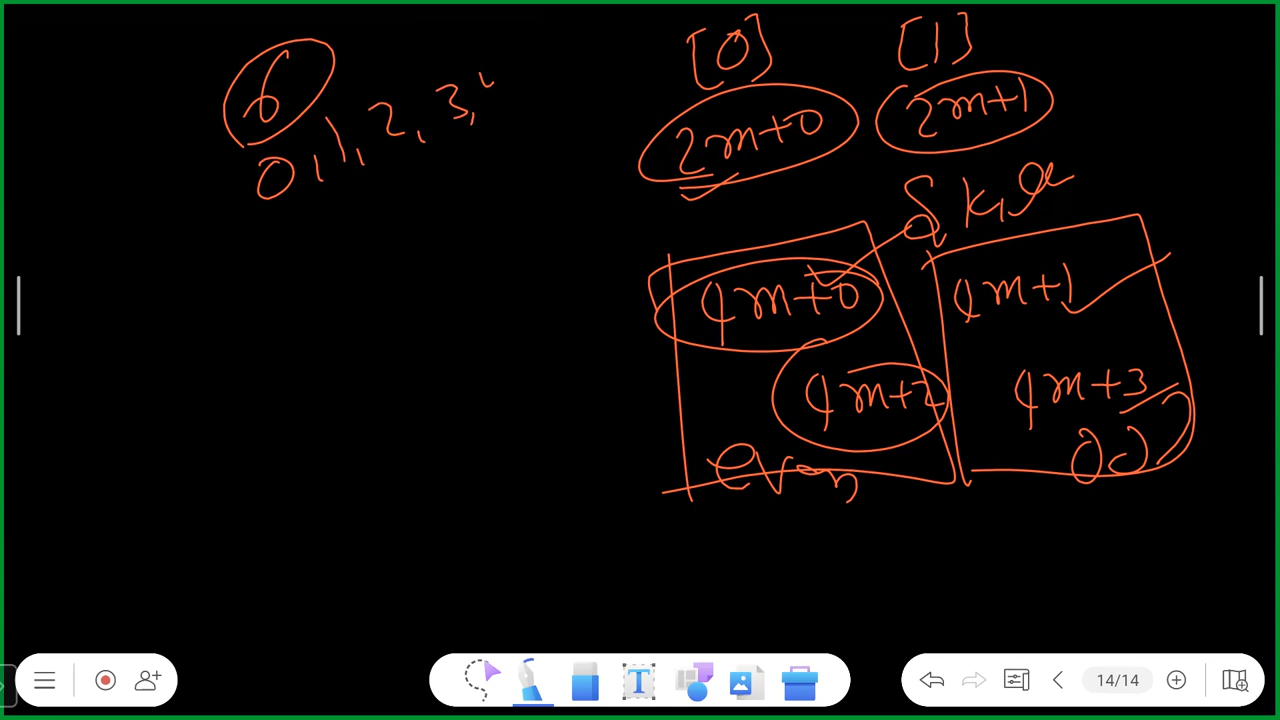 6
0, 1, 2, 3,
[0] [1]
2m+0 2m+1
4m+0 4m+1
4m+2 4m+3
even odd
14/14